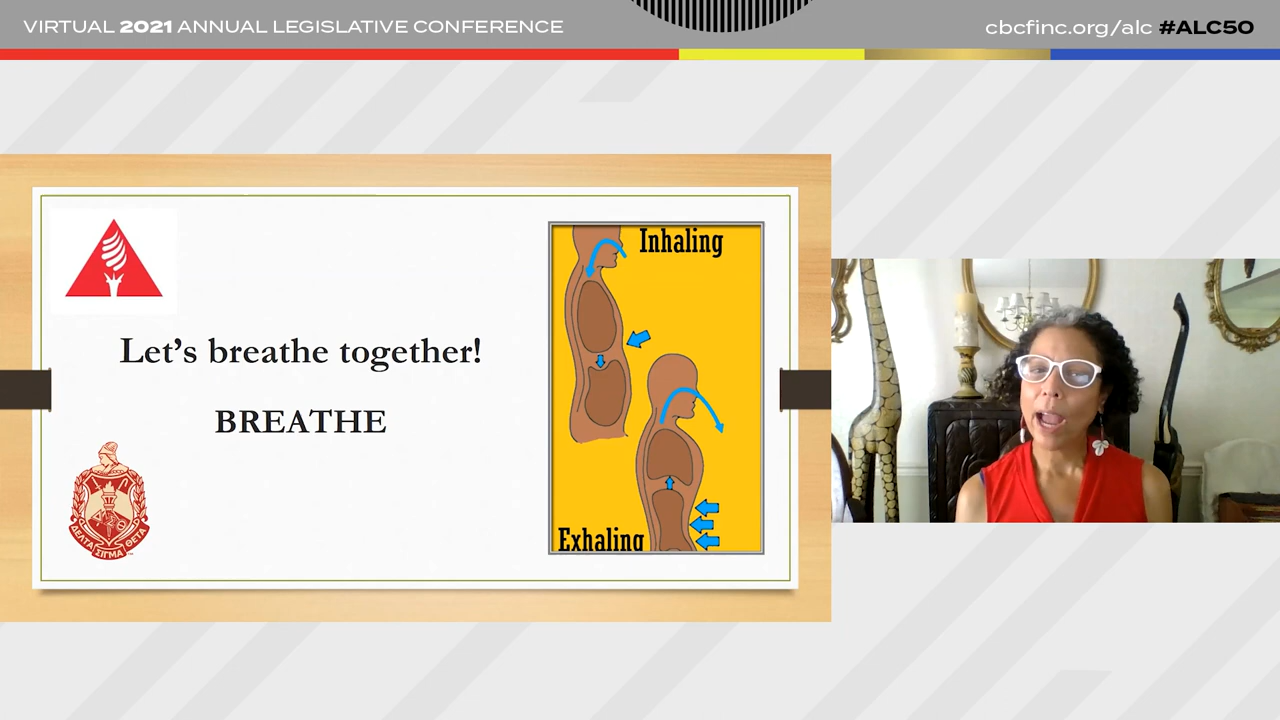 VIRTUAL 2021 ANNUAL LEGISLATIVE CONFERENCE
cbcfinc.org/alc #ALC50
Let’s breathe together!
BREATHE
Inhaling
Exhaling
ΔΕΛΤΑ ΣΙΓΜΑ ΘΕΤΑ